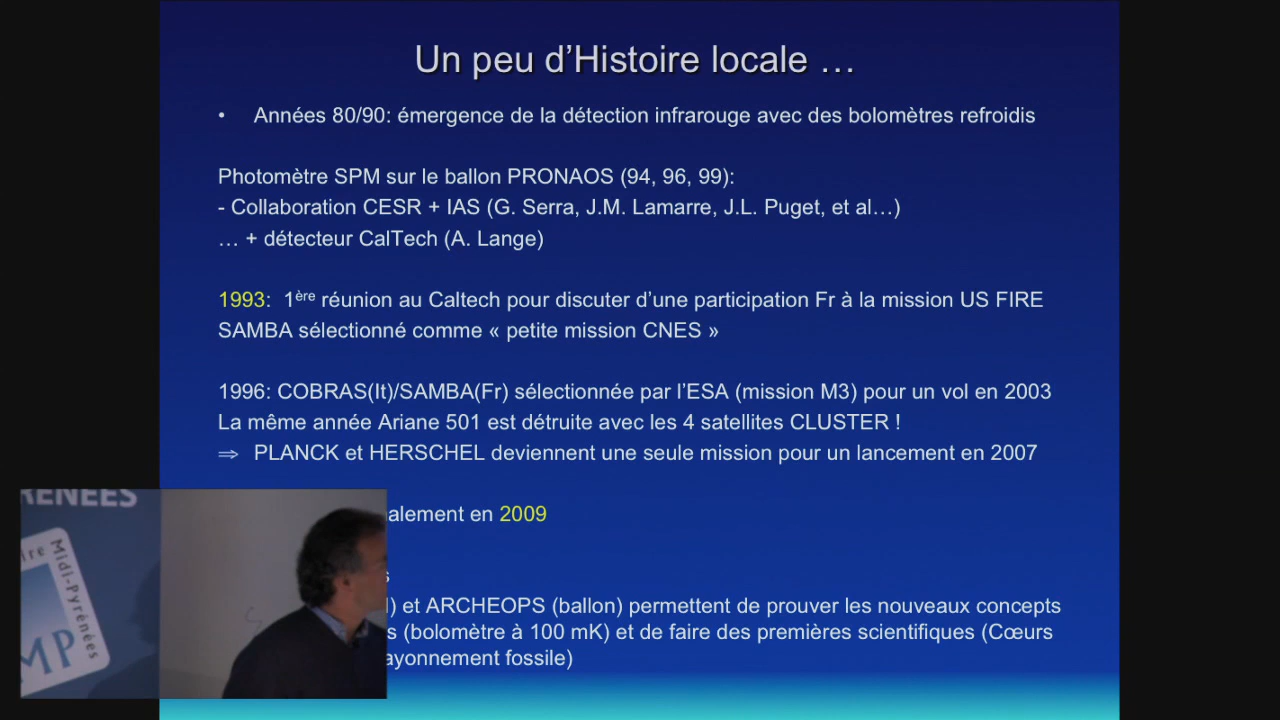 Un peu d’Histoire locale …
• Années 80/90: émergence de la détection infrarouge avec des bolomètres refroidis
Photomètre SPM sur le ballon PRONAOS (94, 96, 99):
- Collaboration CESR + IAS (G. Serra, J.M. Lamarre, J.L. Puget, et al…)
… + détecteur CalTech (A. Lange)
1993: 1ère réunion au Caltech pour discuter d’une participation Fr à la mission US FIRE
SAMBA sélectionné comme « petite mission CNES »
1996: COBRAS(It)/SAMBA(Fr) sélectionnée par l’ESA (mission M3) pour un vol en 2003
La même année Ariane 501 est détruite avec les 4 satellites CLUSTER !
⇒ PLANCK et HERSCHEL deviennent une seule mission pour un lancement en 2007
alement en 2009
s
) et ARCHEOPS (ballon) permettent de prouver les nouveaux concepts
s (bolomètre à 100 mK) et de faire des premières scientifiques (Cœurs
ayonnement fossile)
RENEES
ire Midi-Pyrénées
MP